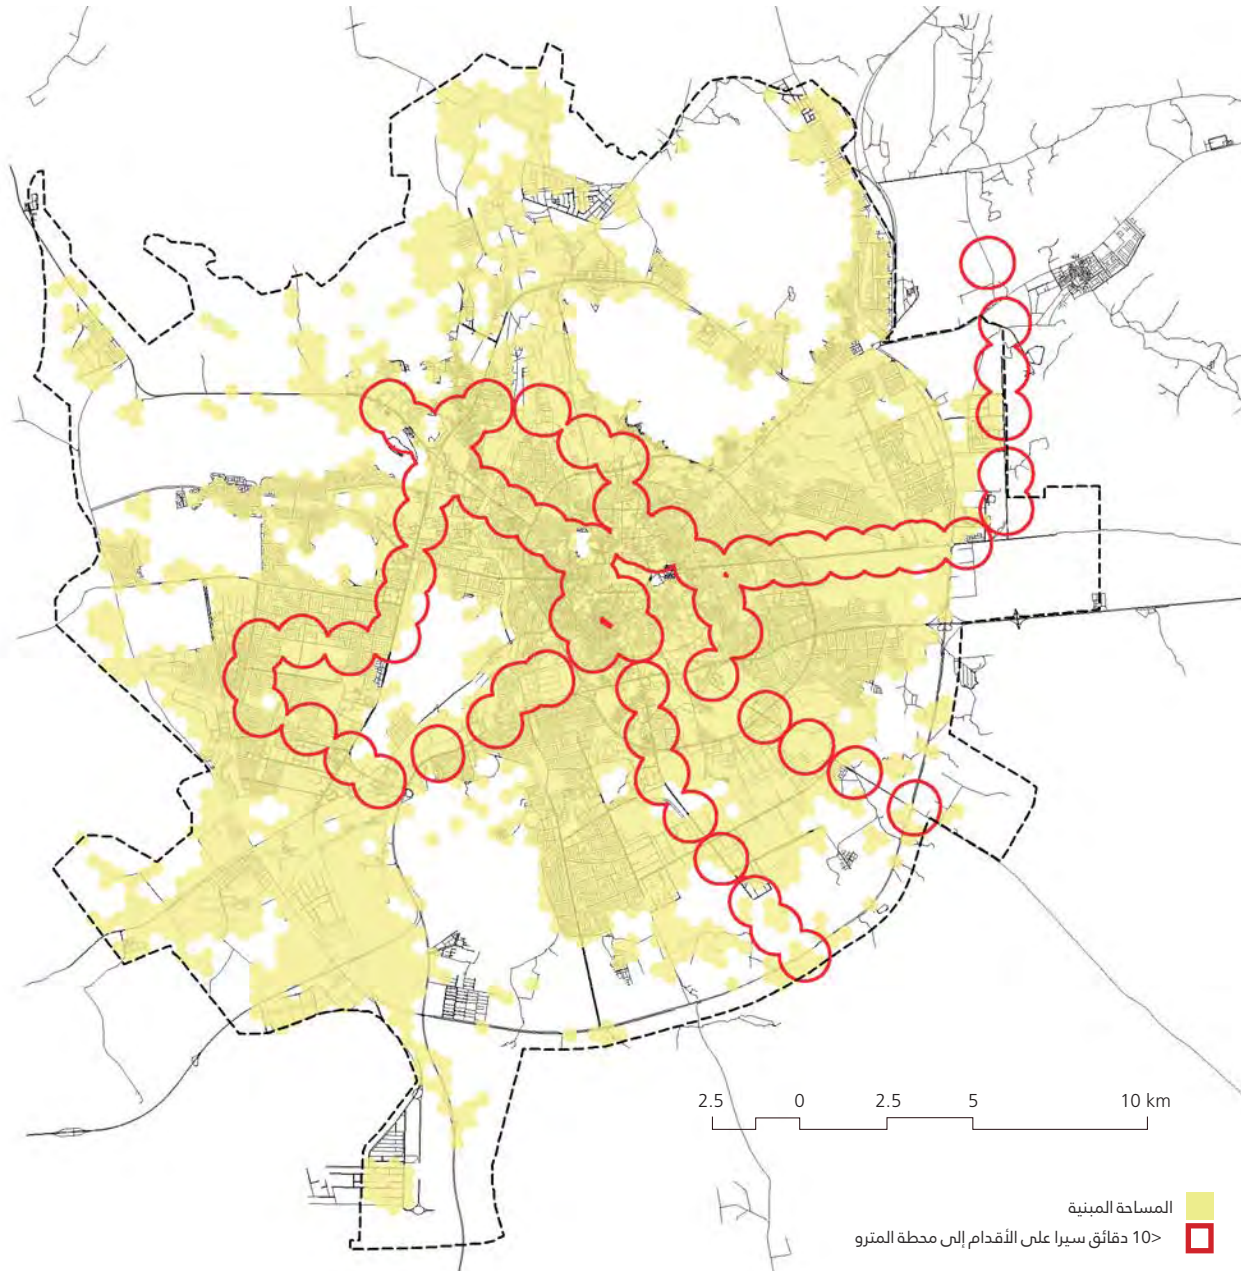 2.5 0 2.5 5 10 km
المساحة المبنية
<10 دقائق سيرا على الأقدام إلى محطة المترو